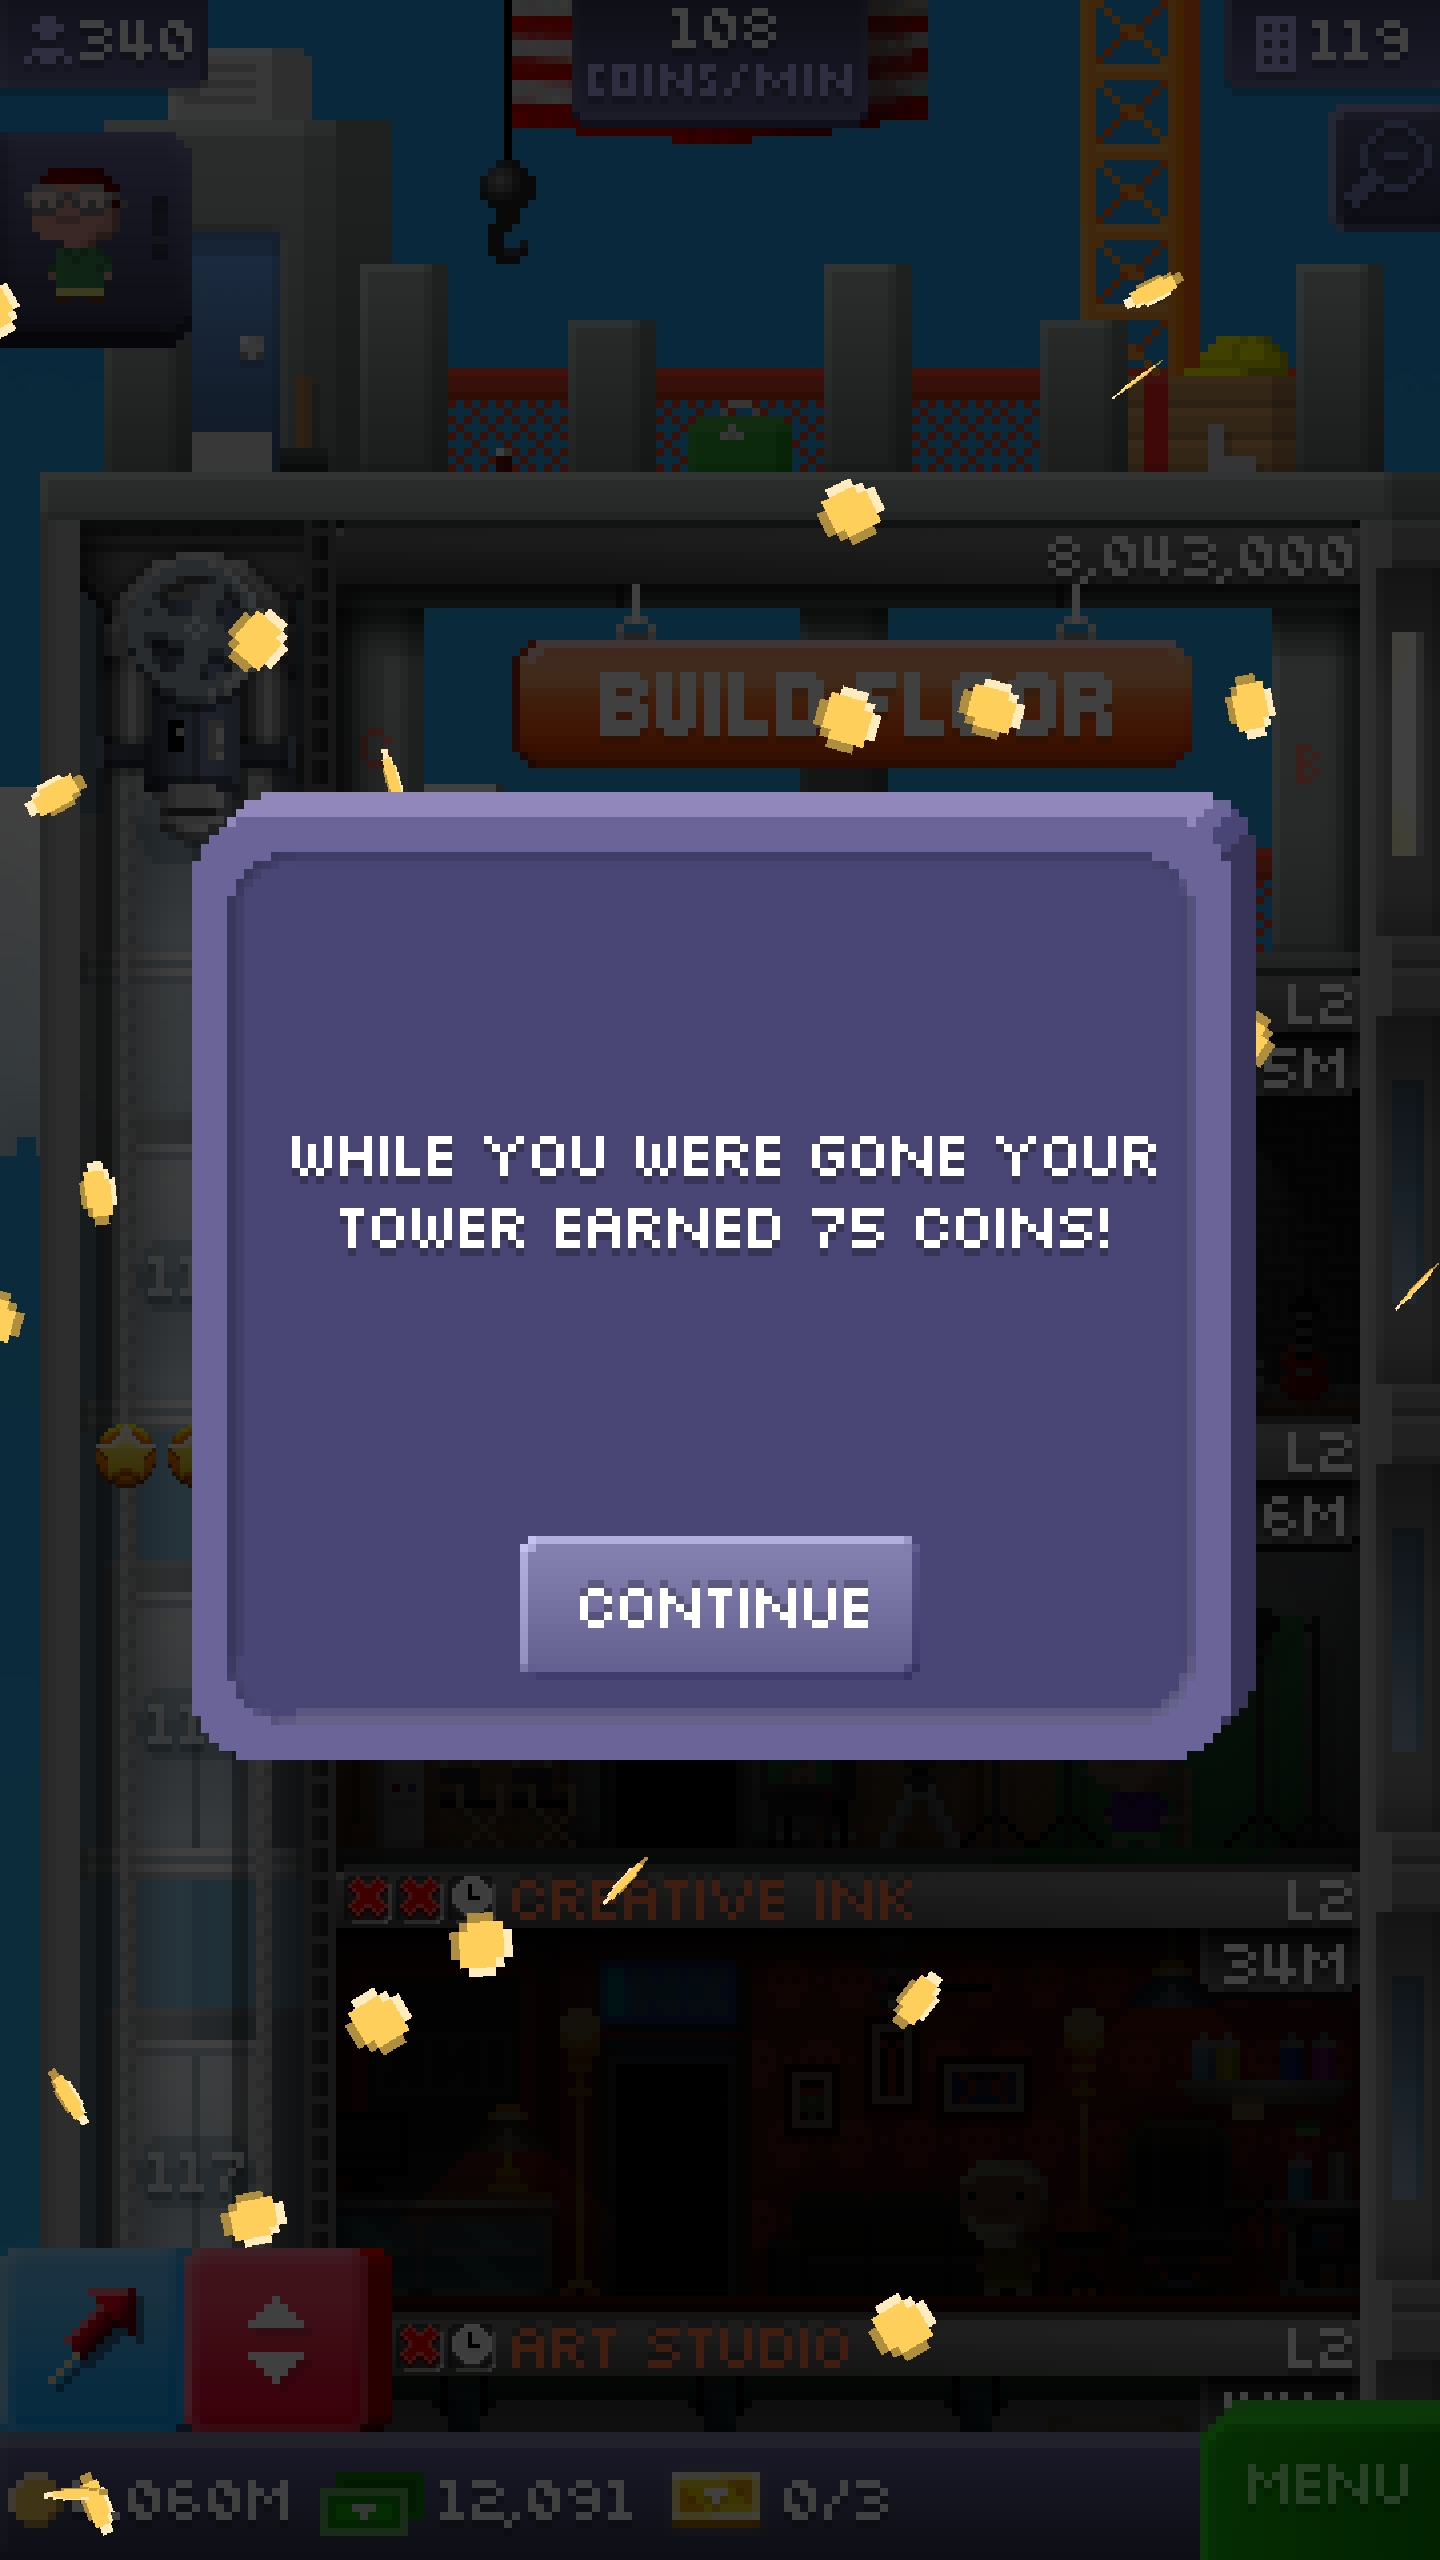 340
108
COINS/MIN
119
8,043,000
BUILD FLOOR
L2
5M
WHILE YOU WERE GONE YOUR
TOWER EARNED 75 COINS!
L2
6M
CONTINUE
CREATIVE INK
L2
34M
117
ART STUDIO
L2
.060M
12,091
0/3
MENU